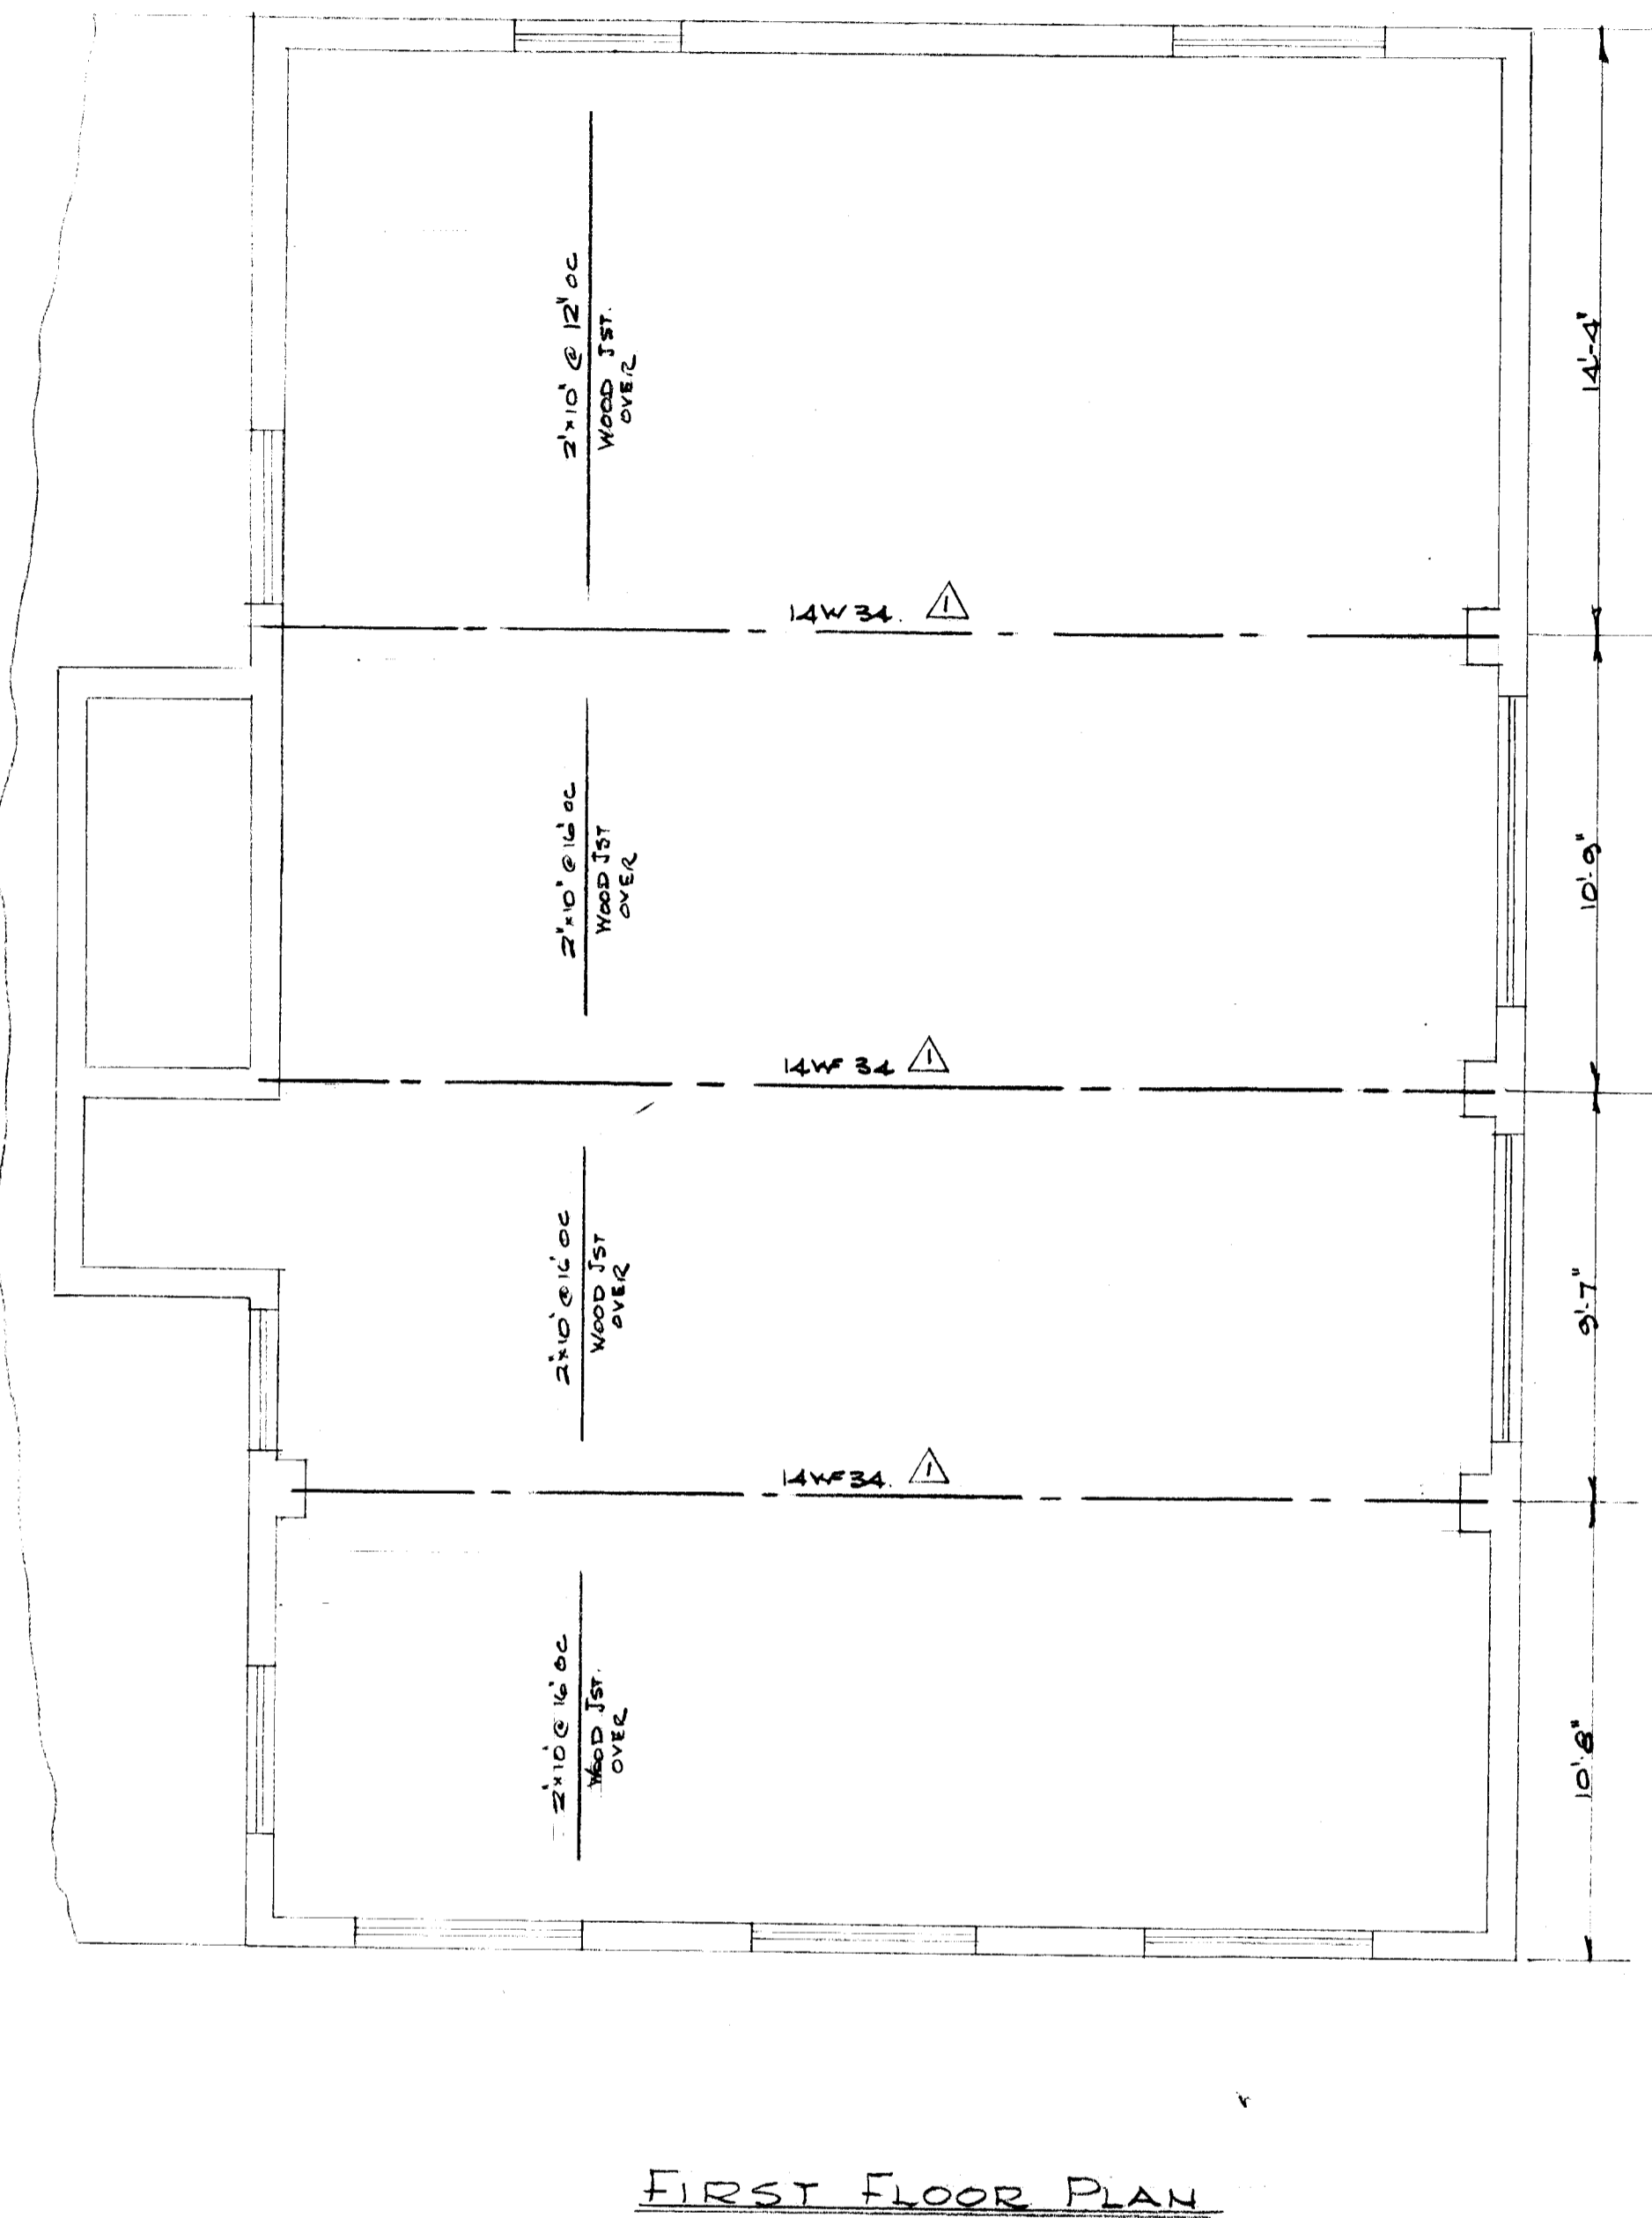 2"x10" @ 12" OC
WOOD JST.
OVER
14'-4"
14W34. 1
2"x10" @ 16" OC
WOOD JST
OVER
10'-9"
14WF 34 1
2"x10" @ 16" OC
WOOD JST
OVER
9'-7"
14WF34. 1
2"x10" @ 16" OC
WOOD JST.
OVER
10'-8"
FIRST FLOOR PLAN